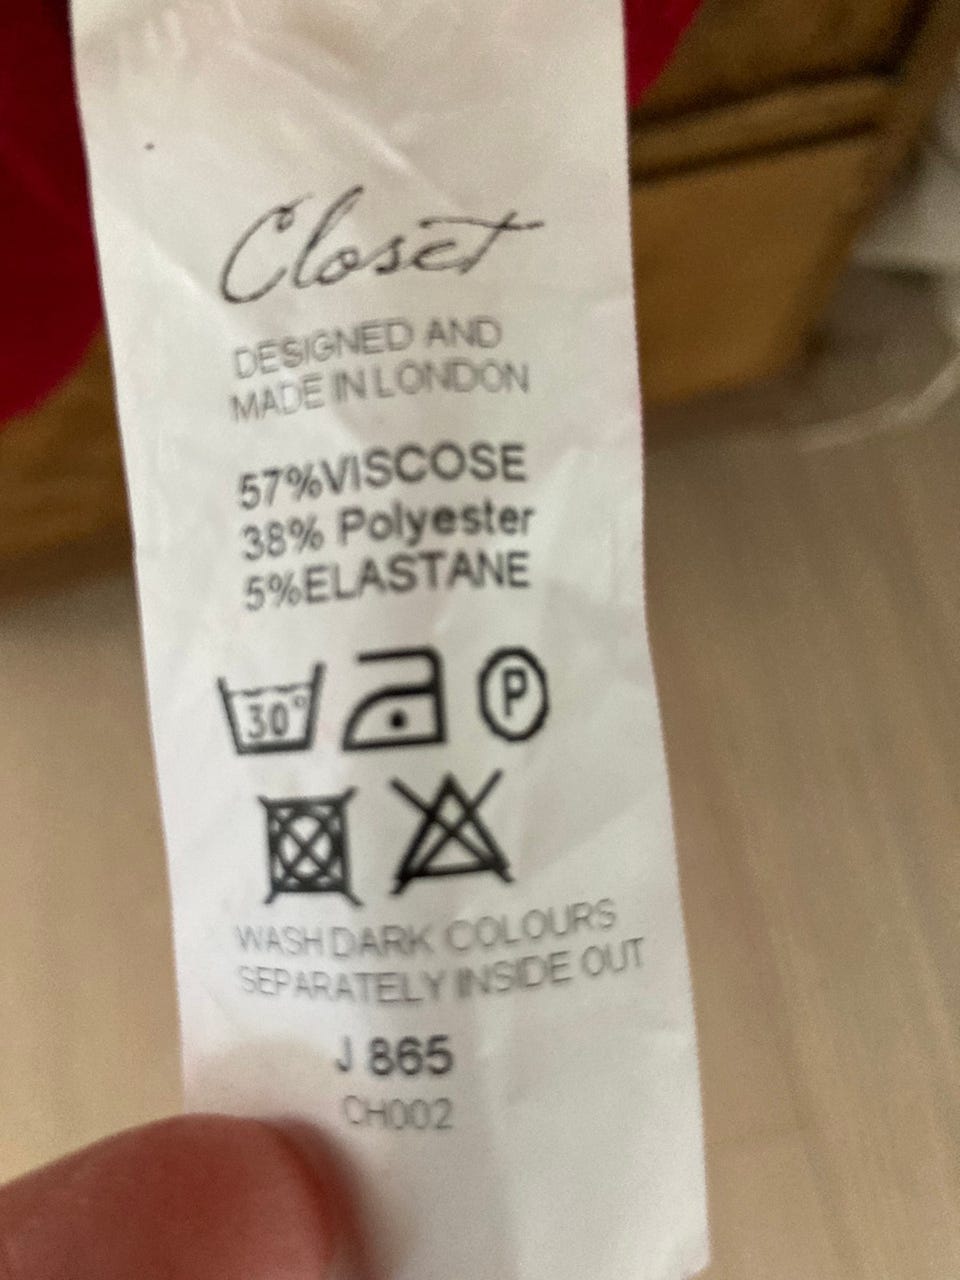 Closet
DESIGNED AND
MADE IN LONDON
57%VISCOSE
38% Polyester
5%ELASTANE
30°
P
WASH DARK COLOURS
SEPARATELY INSIDE OUT
J 865
CH002